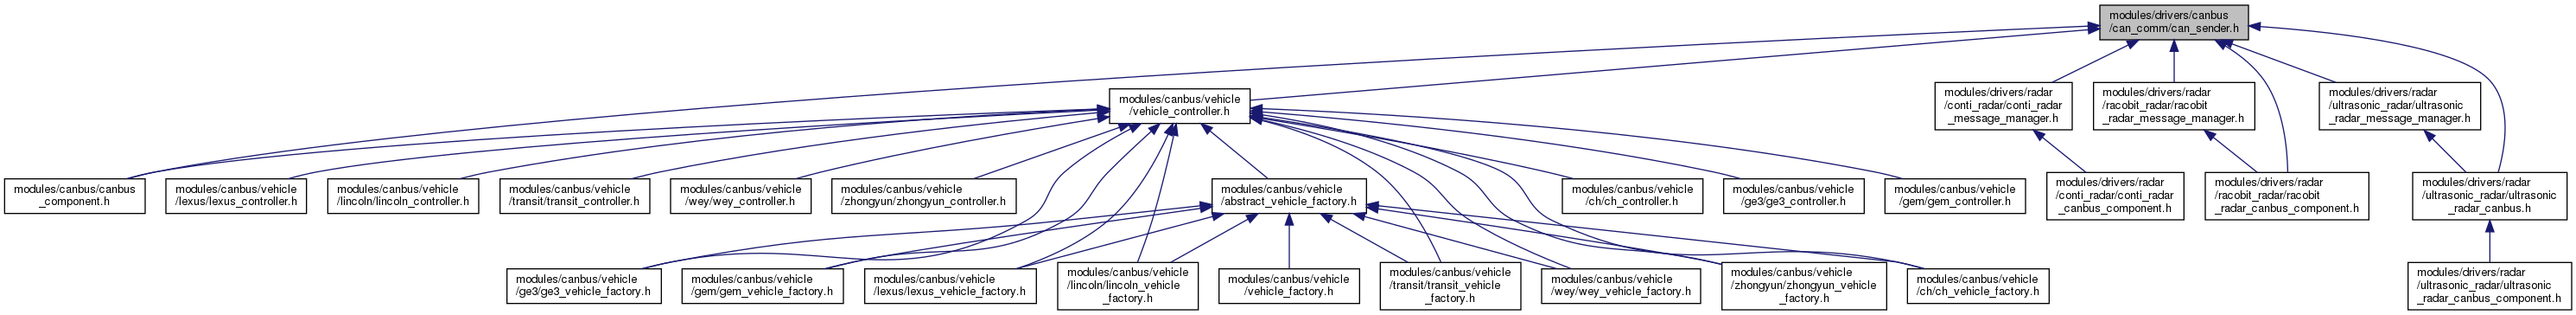 modules/drivers/canbus
/can_comm/can_sender.h
modules/canbus/vehicle
/vehicle_controller.h
modules/drivers/radar
/conti_radar/conti_radar
_message_manager.h
modules/drivers/radar
/racobit_radar/racobit
_radar_message_manager.h
modules/drivers/radar
/ultrasonic_radar/ultrasonic
_radar_message_manager.h
modules/canbus/canbus
_component.h
modules/canbus/vehicle
/lexus/lexus_controller.h
modules/canbus/vehicle
/lincoln/lincoln_controller.h
modules/canbus/vehicle
/transit/transit_controller.h
modules/canbus/vehicle
/wey/wey_controller.h
modules/canbus/vehicle
/zhongyun/zhongyun_controller.h
modules/canbus/vehicle
/abstract_vehicle_factory.h
modules/canbus/vehicle
/ch/ch_controller.h
modules/canbus/vehicle
/ge3/ge3_controller.h
modules/canbus/vehicle
/gem/gem_controller.h
modules/drivers/radar
/conti_radar/conti_radar
_canbus_component.h
modules/drivers/radar
/racobit_radar/racobit
_radar_canbus_component.h
modules/drivers/radar
/ultrasonic_radar/ultrasonic
_radar_canbus.h
modules/canbus/vehicle
/ge3/ge3_vehicle_factory.h
modules/canbus/vehicle
/gem/gem_vehicle_factory.h
modules/canbus/vehicle
/lexus/lexus_vehicle_factory.h
modules/canbus/vehicle
/lincoln/lincoln_vehicle
_factory.h
modules/canbus/vehicle
/vehicle_factory.h
modules/canbus/vehicle
/transit/transit_vehicle
_factory.h
modules/canbus/vehicle
/wey/wey_vehicle_factory.h
modules/canbus/vehicle
/zhongyun/zhongyun_vehicle
_factory.h
modules/canbus/vehicle
/ch/ch_vehicle_factory.h
modules/drivers/radar
/ultrasonic_radar/ultrasonic
_radar_canbus_component.h